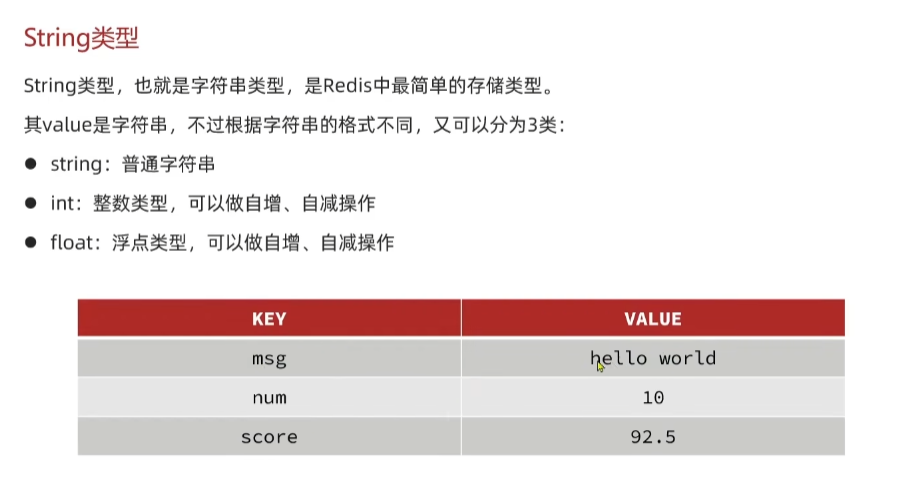 String类型
String类型，也就是字符串类型，是Redis中最简单的存储类型。
其value是字符串，不过根据字符串的格式不同，又可以分为3类：
● string：普通字符串
● int：整数类型，可以做自增、自减操作
● float：浮点类型，可以做自增、自减操作
KEY VALUE
msg hello world
num 10
score 92.5